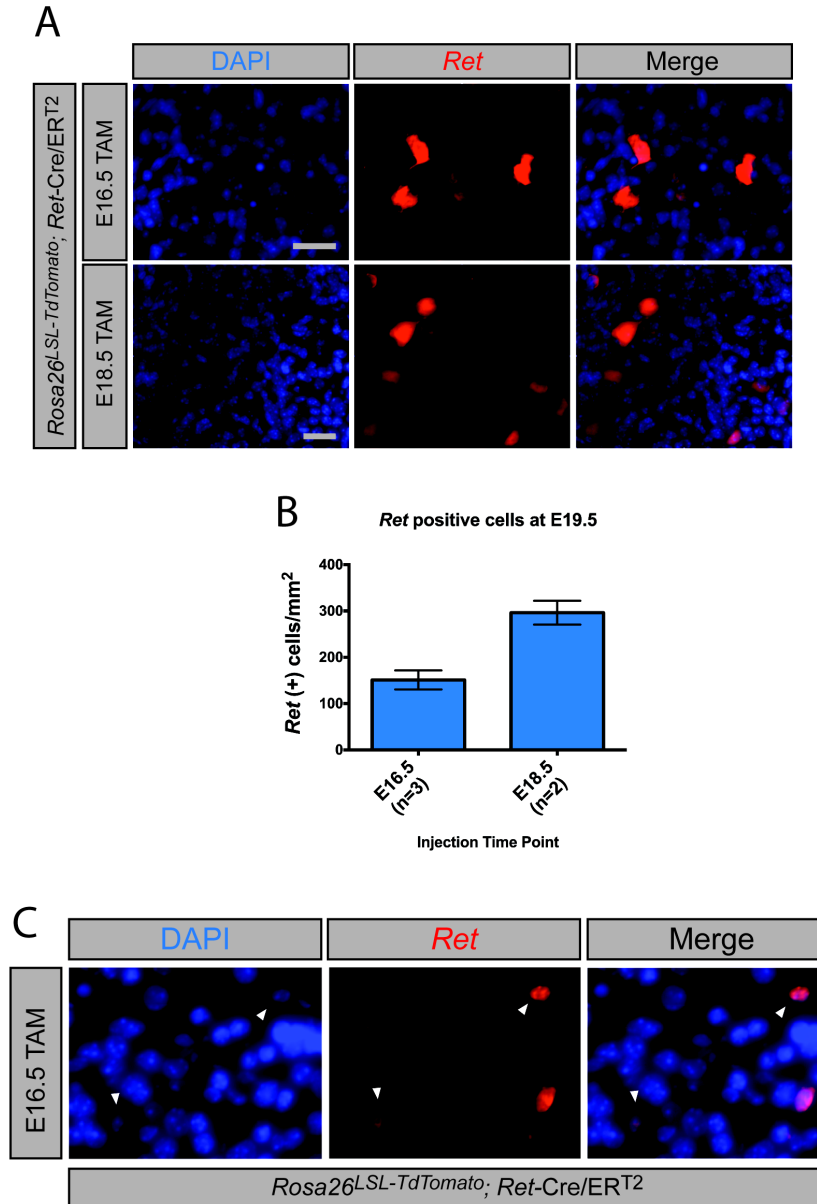 A
DAPI
Ret
Merge
Rosa26LSL-TdTomato; Ret-Cre/ERT2
E16.5 TAM
E18.5 TAM
B
Ret positive cells at E19.5
Ret (+) cells/mm2
400
300
200
100
0
E16.5
(n=3)
E18.5
(n=2)
Injection Time Point
C
DAPI
Ret
Merge
E16.5 TAM
Rosa26LSL-TdTomato; Ret-Cre/ERT2